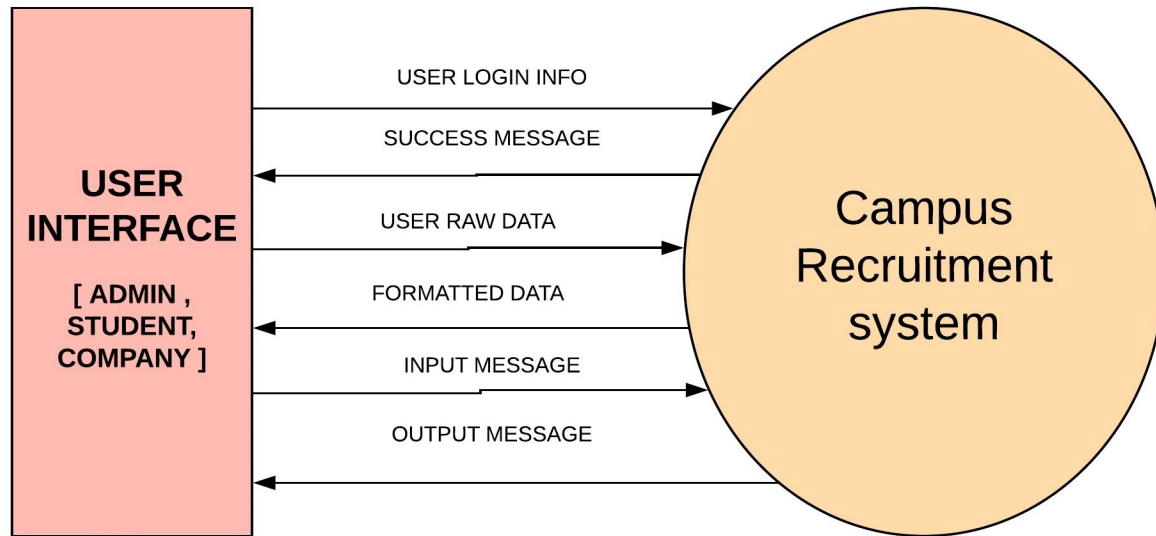 USER
INTERFACE
[ ADMIN ,
STUDENT,
COMPANY ]
USER LOGIN INFO
SUCCESS MESSAGE
USER RAW DATA
FORMATTED DATA
INPUT MESSAGE
OUTPUT MESSAGE
Campus
Recruitment
system